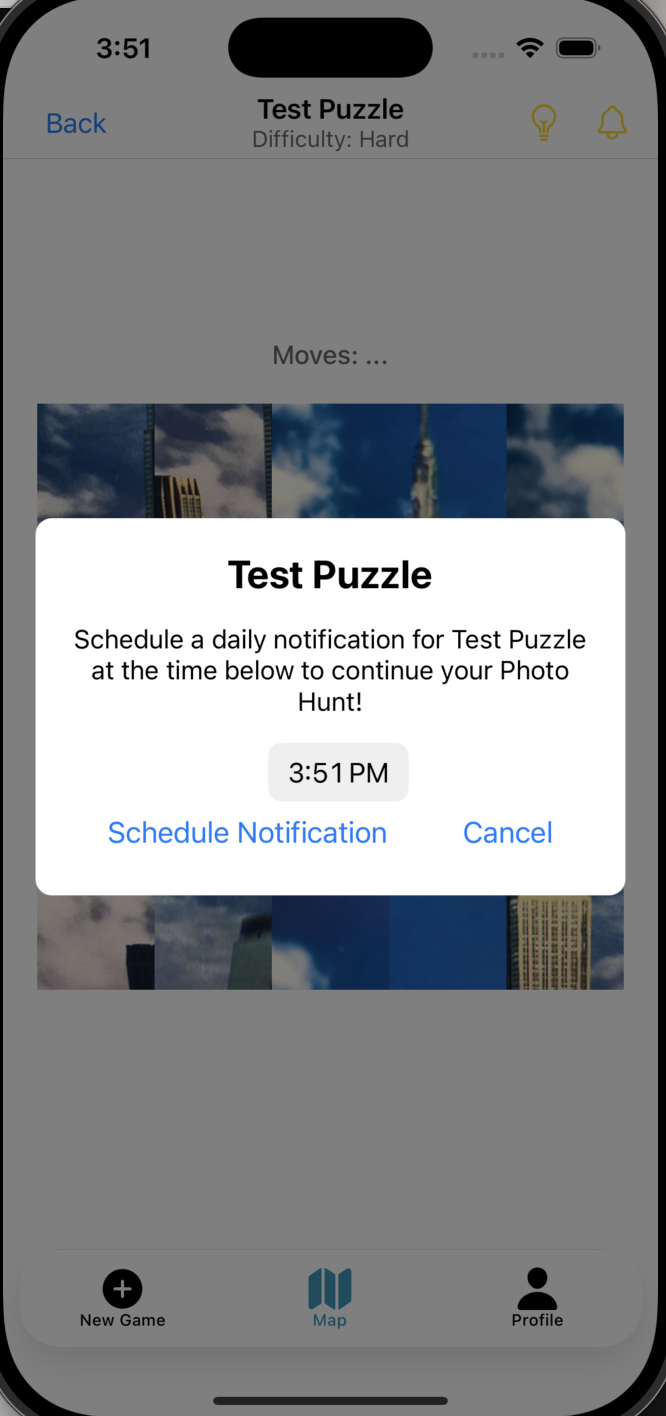 3:51
Back
Test Puzzle
Difficulty: Hard
Moves: ...
Test Puzzle
Schedule a daily notification for Test Puzzle
at the time below to continue your Photo
Hunt!
3:51 PM
Schedule Notification Cancel
New Game Map Profile